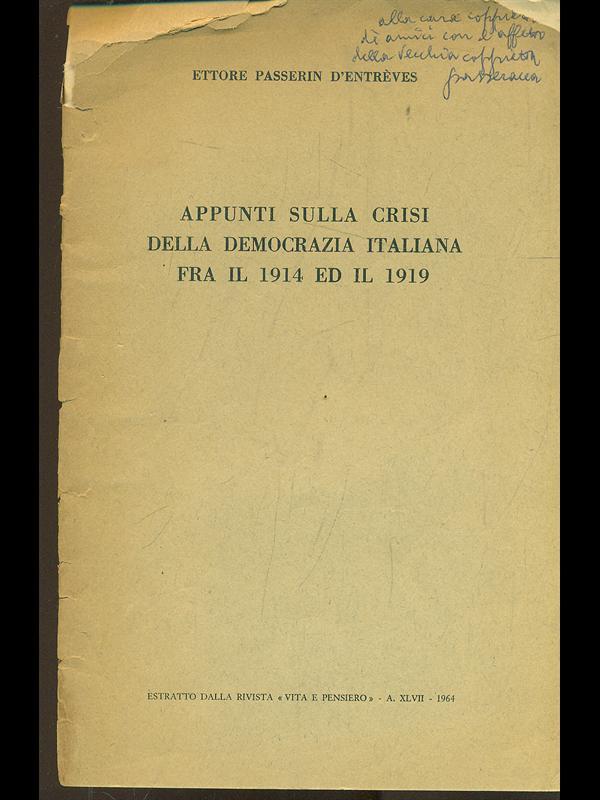 alla cara coppia
di amici con l'affetto
della vecchia
ETTORE PASSERIN D'ENTRÈVES
APPUNTI SULLA CRISI
DELLA DEMOCRAZIA ITALIANA
FRA IL 1914 ED IL 1919
ESTRATTO DALLA RIVISTA « VITA E PENSIERO » - A. XLVII - 1964